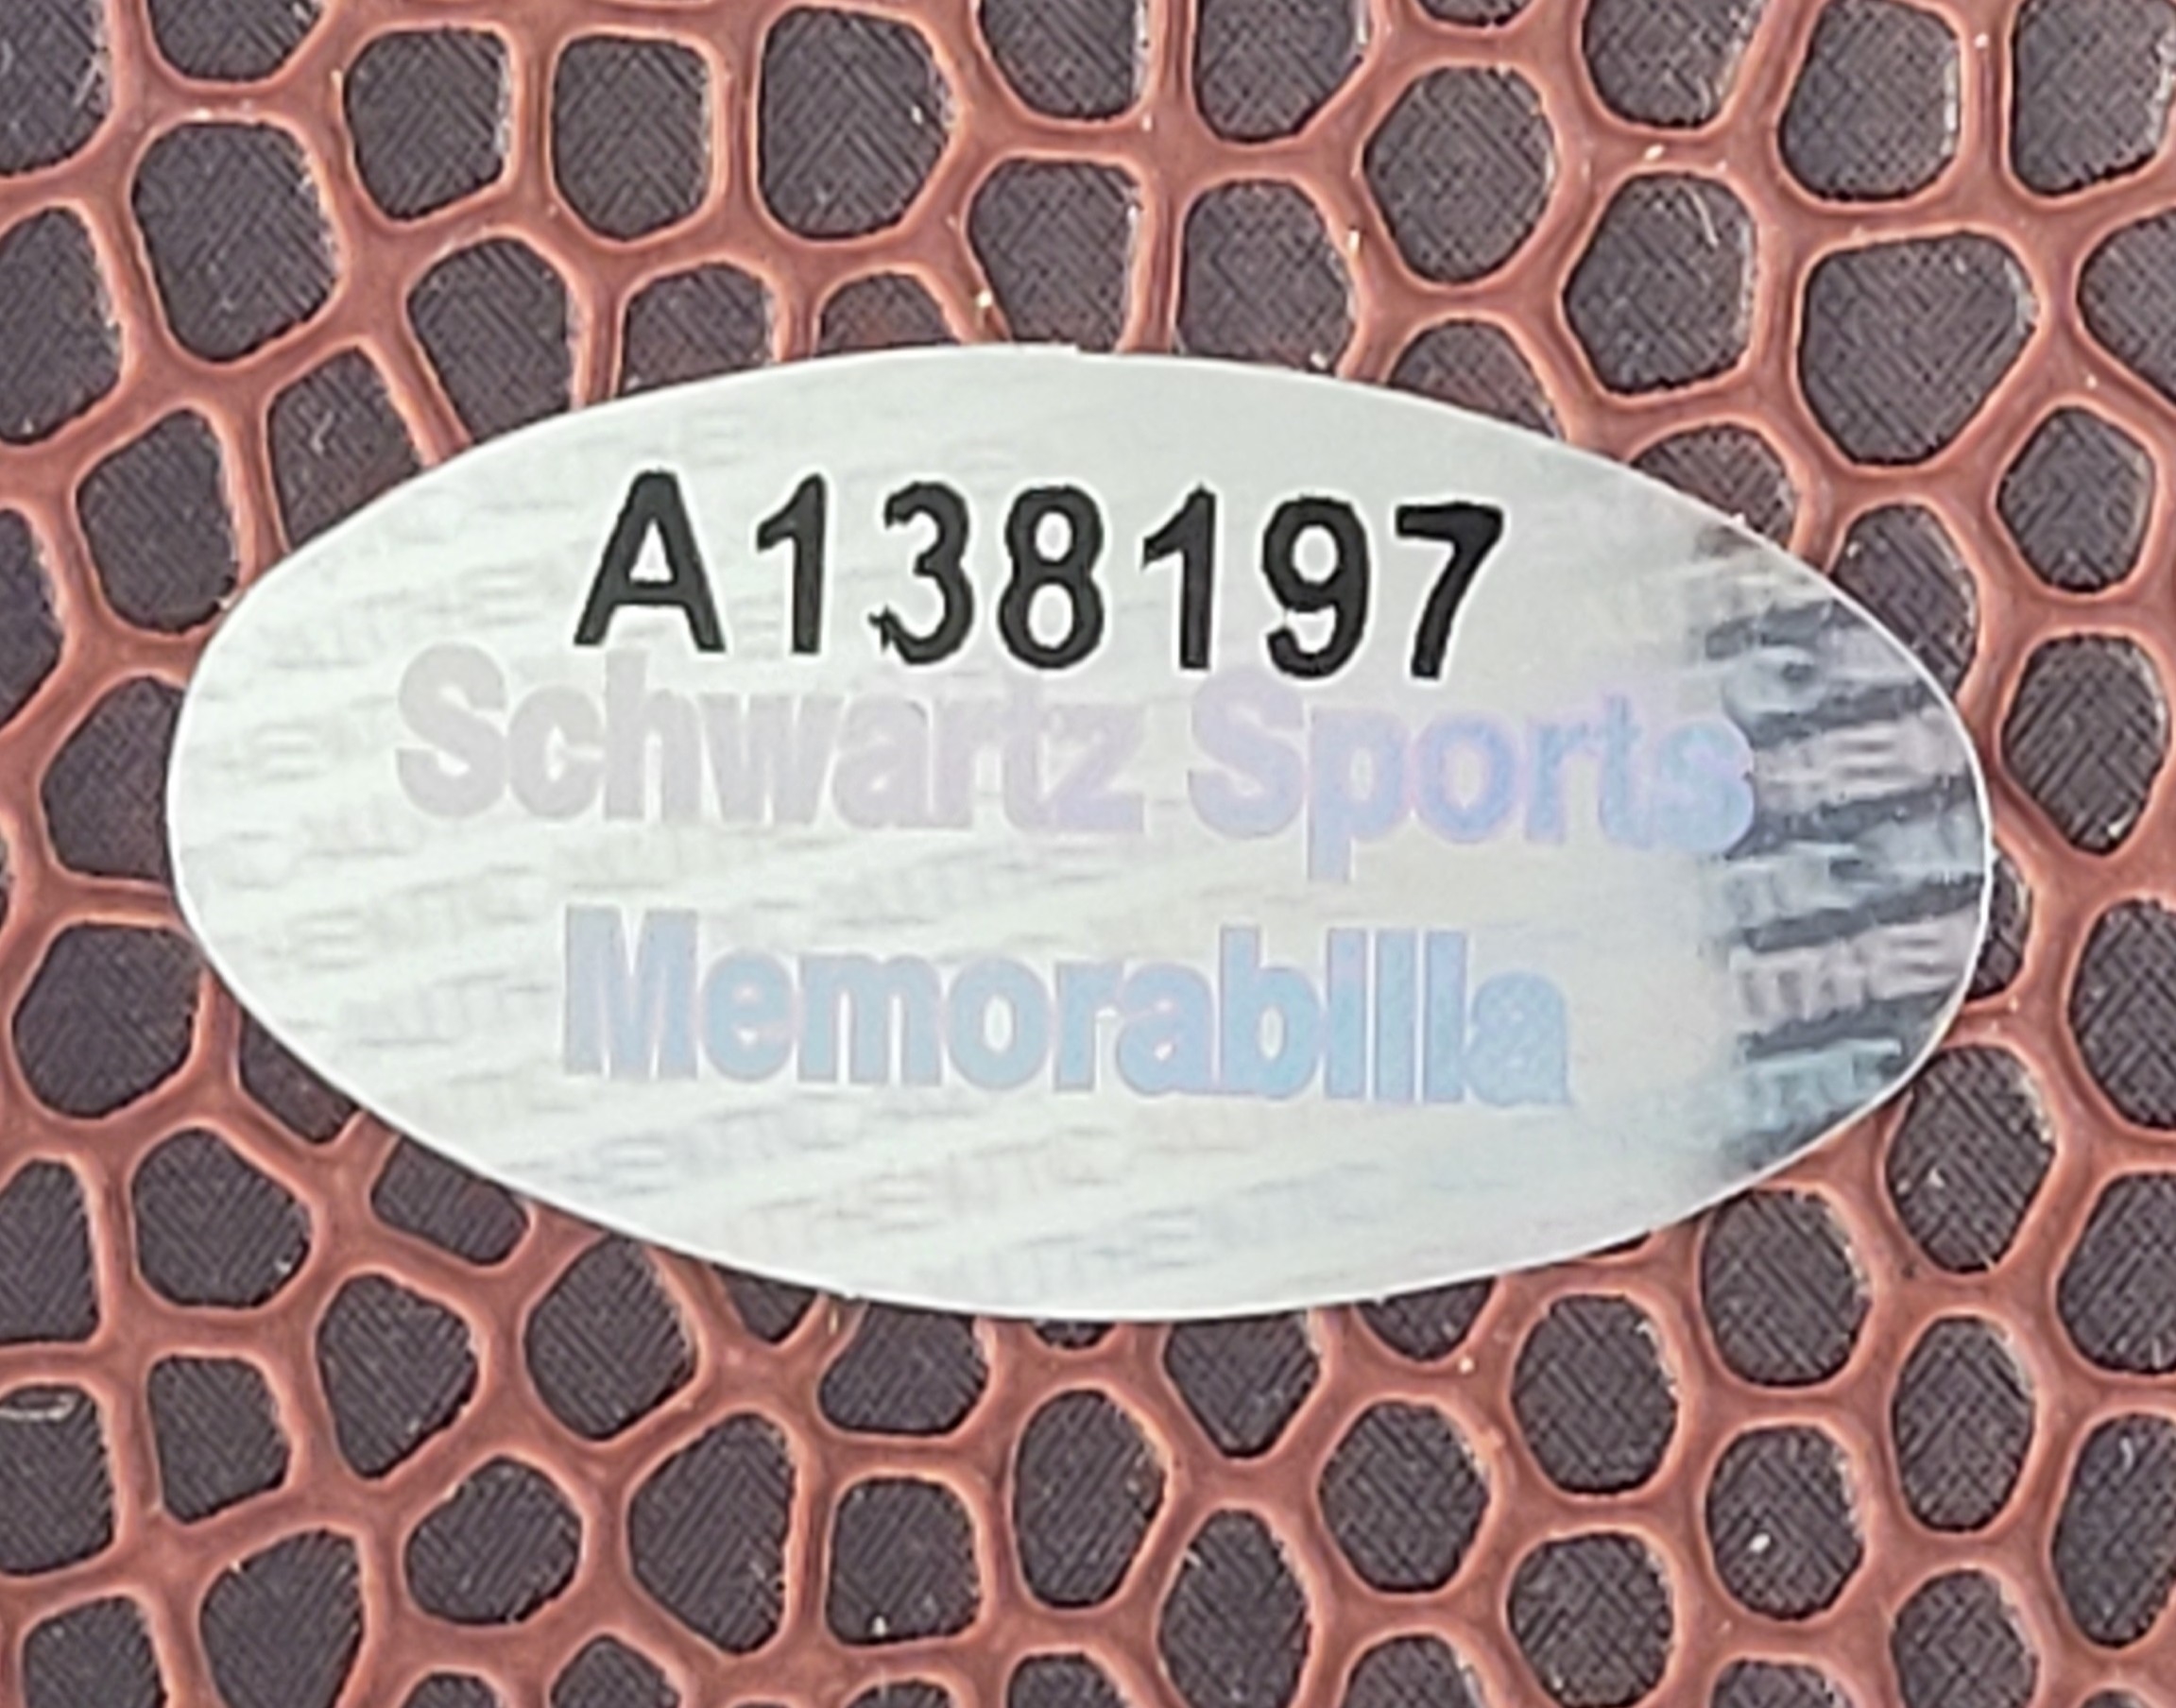 A138197
Schwartz Sports
Memorabilia